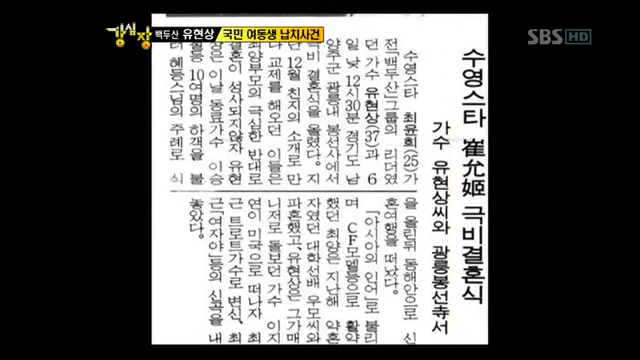 강심장
백두산 유현상
국민 여동생 납치사건
SBS HD
수영스타 崔允姬 극비결혼식
가수 유현상씨와 광릉봉선寺서
수영스타 최윤희(25)가
전「백두산」그룹의 리더였
던 가수 유현상(37)과 6
일 낮 12시30분 경기도 남
양주군 광릉내 봉선사에서
극비 결혼식을 올렸다. 지
난 12월 친지의 소개로 만
나 교제를 해오던 이들은
최양부모의 극심한 반대로
결혼이 성사되지않자 유현
상은 이날 동료가수 이승
철등 10여명의 하객을 불
러 혜등스님의 주례로 식
을 올린뒤 동해안으로 신
혼여행을 떠났다.
「아시아의 인어」로 불리
며 CF모델등으로 활약
했던 최양은 지난해 약혼
자였던 대학선배 우모씨와
파혼했고, 유현상은 그가매
니저로 돌보던 가수 이지
연이 미국으로 떠나자 최
근 트로트가수로 변신, 최
근「여자야」등의 신곡을 내
놓았다.